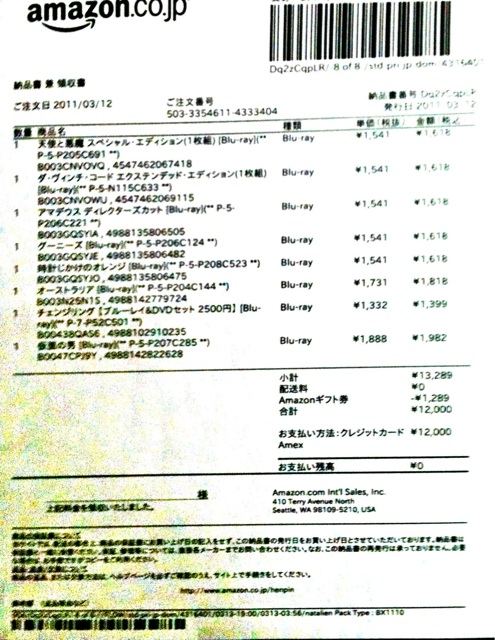 amazon.co.jp
Dq2zCqpLR/-8 of 8 /std-pri-jp-dom/4316401
納品書 兼 領収書
納品書番号 Dq2zCqpLR
ご注文日 2011/03/12 ご注文番号 発行日 2011/03/12
503-3354611-4333404
数量 商品名 種類 単価(税抜) 金額(税込)
1 天使と悪魔 スペシャル・エディション(1枚組) [Blu-ray](** Blu-ray ¥1,541 ¥1,618
P-5-P205C691 **)
B003CNVOVQ , 4547462067418
1 ダ・ヴィンチ・コード エクステンデッド・エディション(1枚組) Blu-ray ¥1,541 ¥1,618
[Blu-ray](** P-5-N115C633 **)
B003CNVOWU , 4547462069115
1 アマデウス ディレクターズカット [Blu-ray](** P-5- Blu-ray ¥1,541 ¥1,618
P206C221 **)
B003GQSYIA , 4988135806505
1 グーニーズ [Blu-ray](** P-5-P206C124 **) Blu-ray ¥1,541 ¥1,618
B003GQSYJE , 4988135806482
1 時計じかけのオレンジ [Blu-ray](** P-5-P208C523 **) Blu-ray ¥1,541 ¥1,618
B003GQSYJO , 4988135806475
1 オーストラリア [Blu-ray](** P-5-P204C144 **) Blu-ray ¥1,731 ¥1,818
B003N25N1S , 4988142779724
1 チェンジリング 【ブルーレイ&DVDセット 2500円】 [Blu- Blu-ray ¥1,332 ¥1,399
ray](** P-7-P52C501 **)
B00438QAS6 , 4988102910235
1 仮面の男 [Blu-ray](** P-5-P207C285 **) Blu-ray ¥1,888 ¥1,982
B0047CPJ9Y , 4988142822628
小計 ¥13,289
配送料 ¥0
Amazonギフト券 -¥1,289
合計 ¥12,000
お支払い方法:クレジットカード ¥12,000
Amex
お支払い残高 ¥0
様
上記料金を領収いたしました。
Amazon.com Int'l Sales, Inc.
410 Terry Avenue North
Seattle, WA 98109-5210, USA
http://www.amazon.co.jp/henpin
/std-pri-jp-dom/4316401/0313-15:00/0313-03:56/natalien Pack Type : BX1110